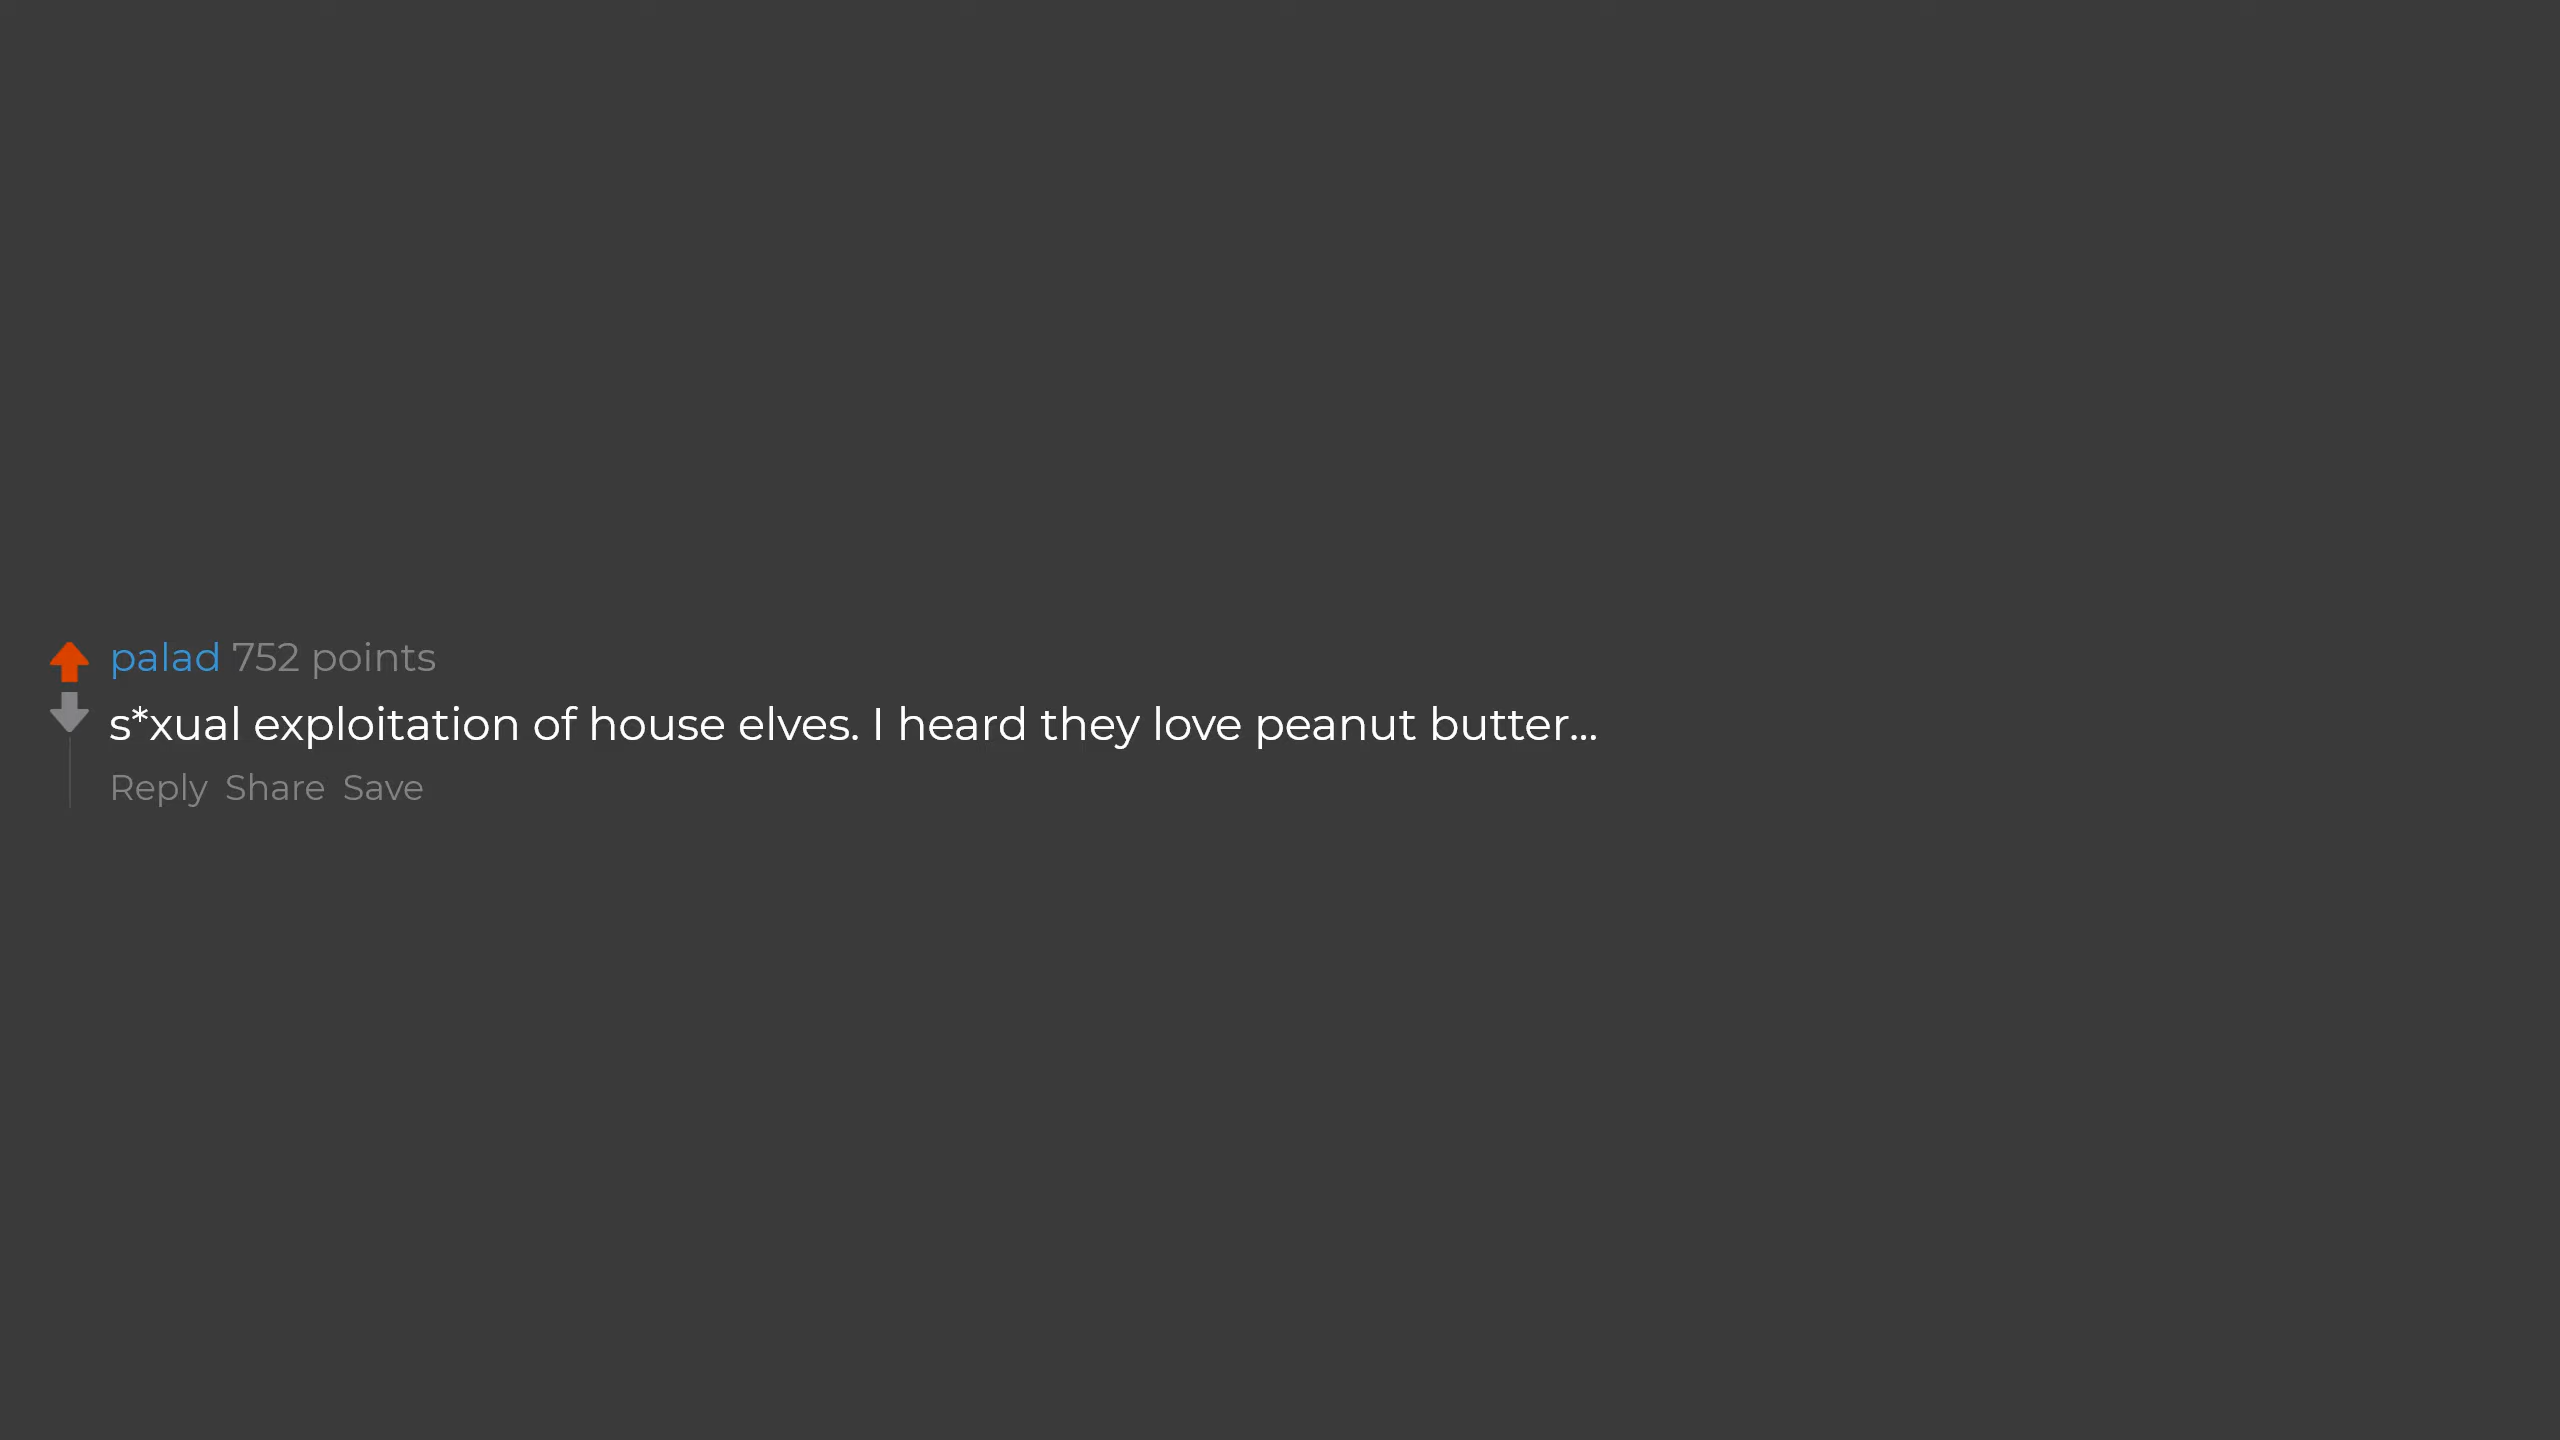 palad 752 points
s*xual exploitation of house elves. I heard they love peanut butter...
Reply Share Save